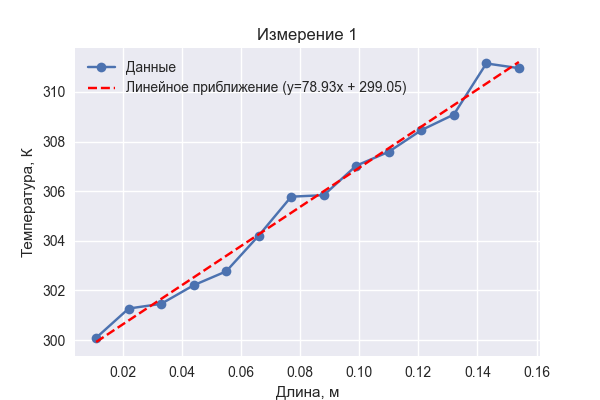 Измерение 1
Данные
Линейное приближение (y=78.93x + 299.05)
Температура, К
310
308
306
304
302
300
0.02 0.04 0.06 0.08 0.10 0.12 0.14 0.16
Длина, м